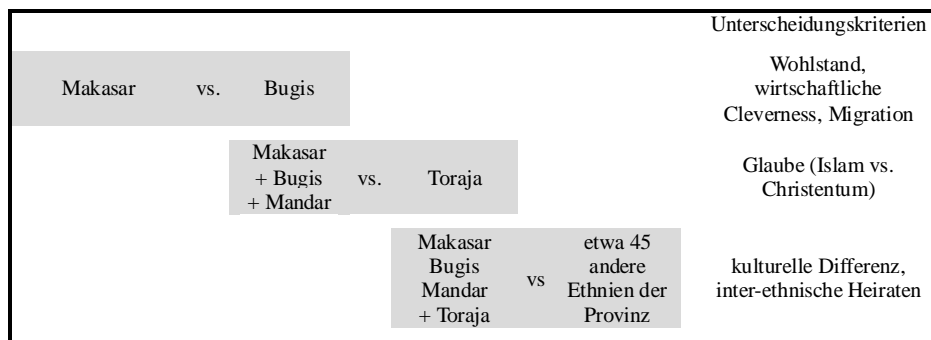 Unterscheidungskriterien
Makasar vs. Bugis
Wohlstand,
wirtschaftliche
Cleverness, Migration
Makasar
+ Bugis
+ Mandar
vs.
Toraja
Glaube (Islam vs.
Christentum)
Makasar
Bugis
Mandar
+ Toraja
vs
etwa 45
andere
Ethnien der
Provinz
kulturelle Differenz,
inter-ethnische Heiraten